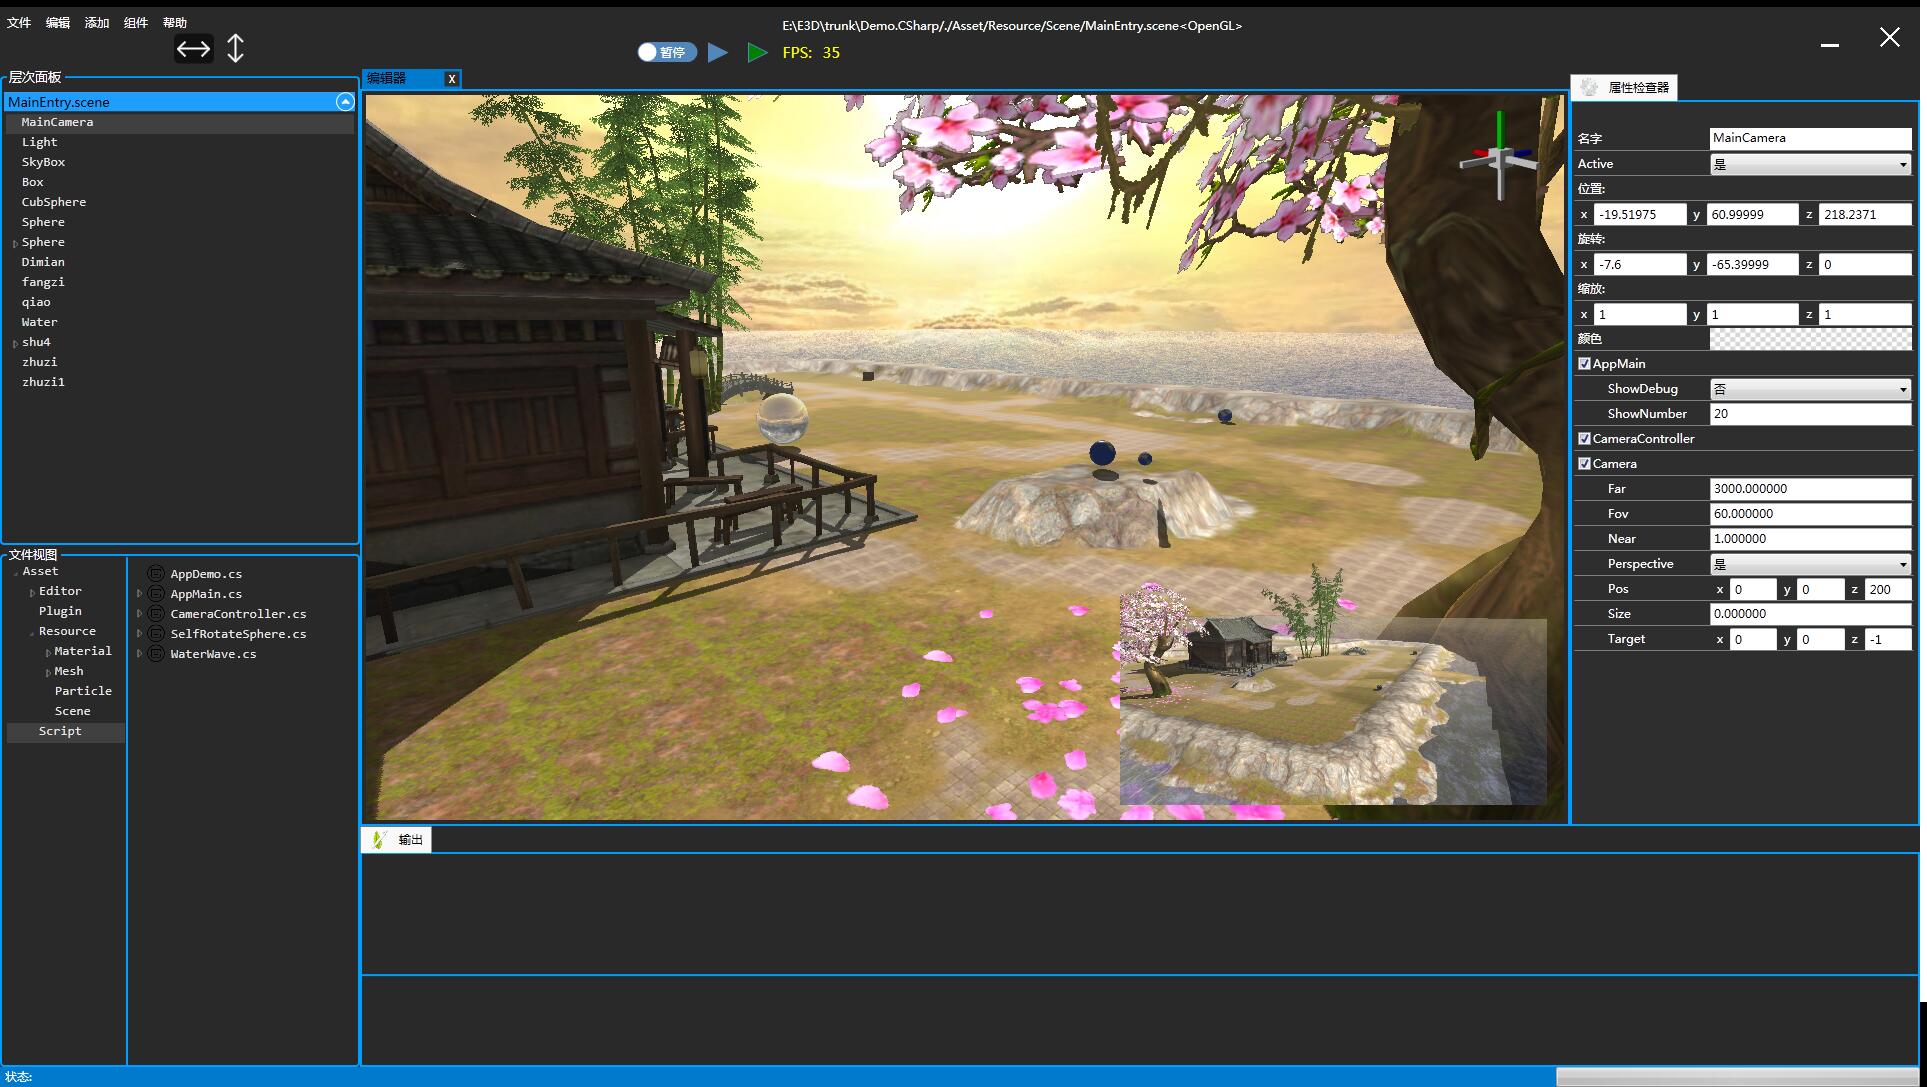 文件 编辑 添加 组件 帮助
E:\E3D\trunk\Demo.CSharp/./Asset/Resource/Scene/MainEntry.scene<OpenGL>
暂停 FPS: 35
层次面板
MainEntry.scene
MainCamera
Light
SkyBox
Box
CubSphere
Sphere
Sphere
Dimian
fangzi
qiao
Water
shu4
zhuzi
zhuzi1
文件视图
Asset
Editor
Plugin
Resource
Material
Mesh
Particle
Scene
Script
AppDemo.cs
AppMain.cs
CameraController.cs
SelfRotateSphere.cs
WaterWave.cs
编辑器 X
输出
属性检查器
名字 MainCamera
Active 是
位置:
x -19.51975 y 60.99999 z 218.2371
旋转:
x -7.6 y -65.39999 z 0
缩放:
x 1 y 1 z 1
颜色
AppMain
ShowDebug 否
ShowNumber 20
CameraController
Camera
Far 3000.000000
Fov 60.000000
Near 1.000000
Perspective 是
Pos x 0 y 0 z 200
Size 0.000000
Target x 0 y 0 z -1
状态: